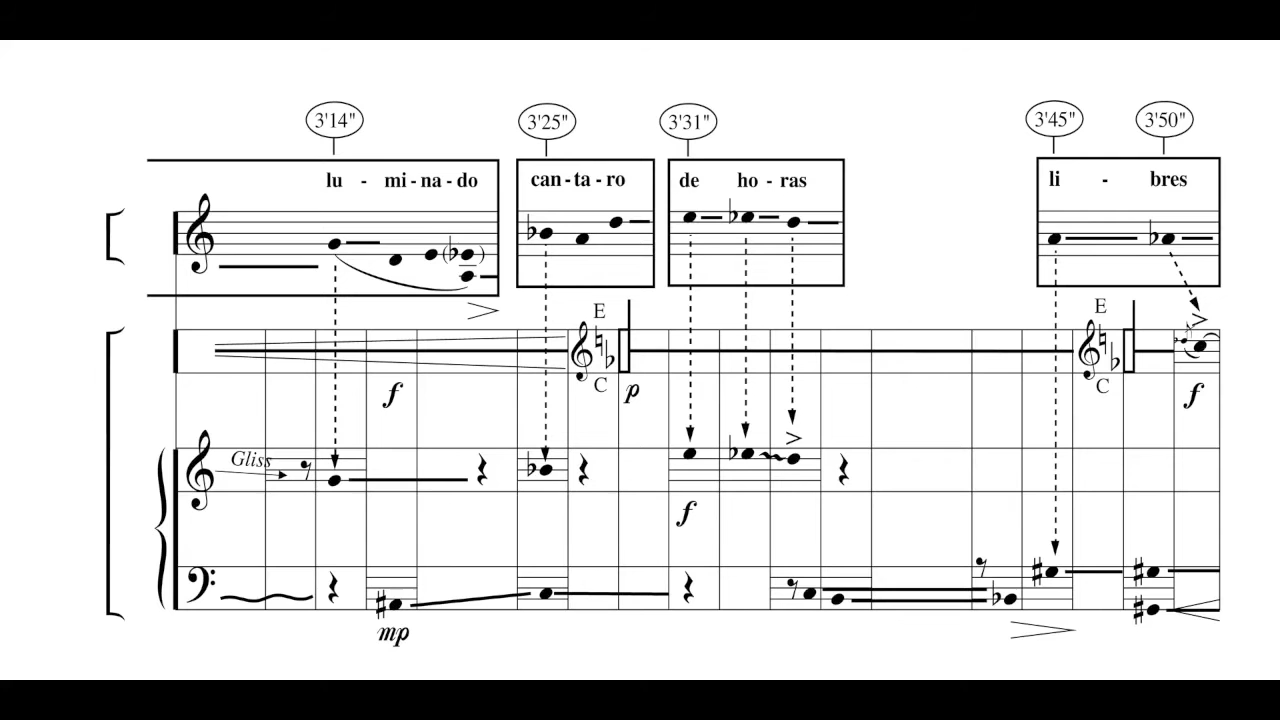 3'14" 3'25" 3'31" 3'45" 3'50"
lu - mi - na - do can - ta - ro de ho - ras li - bres
E E
C C
f p f
Gliss
f
mp